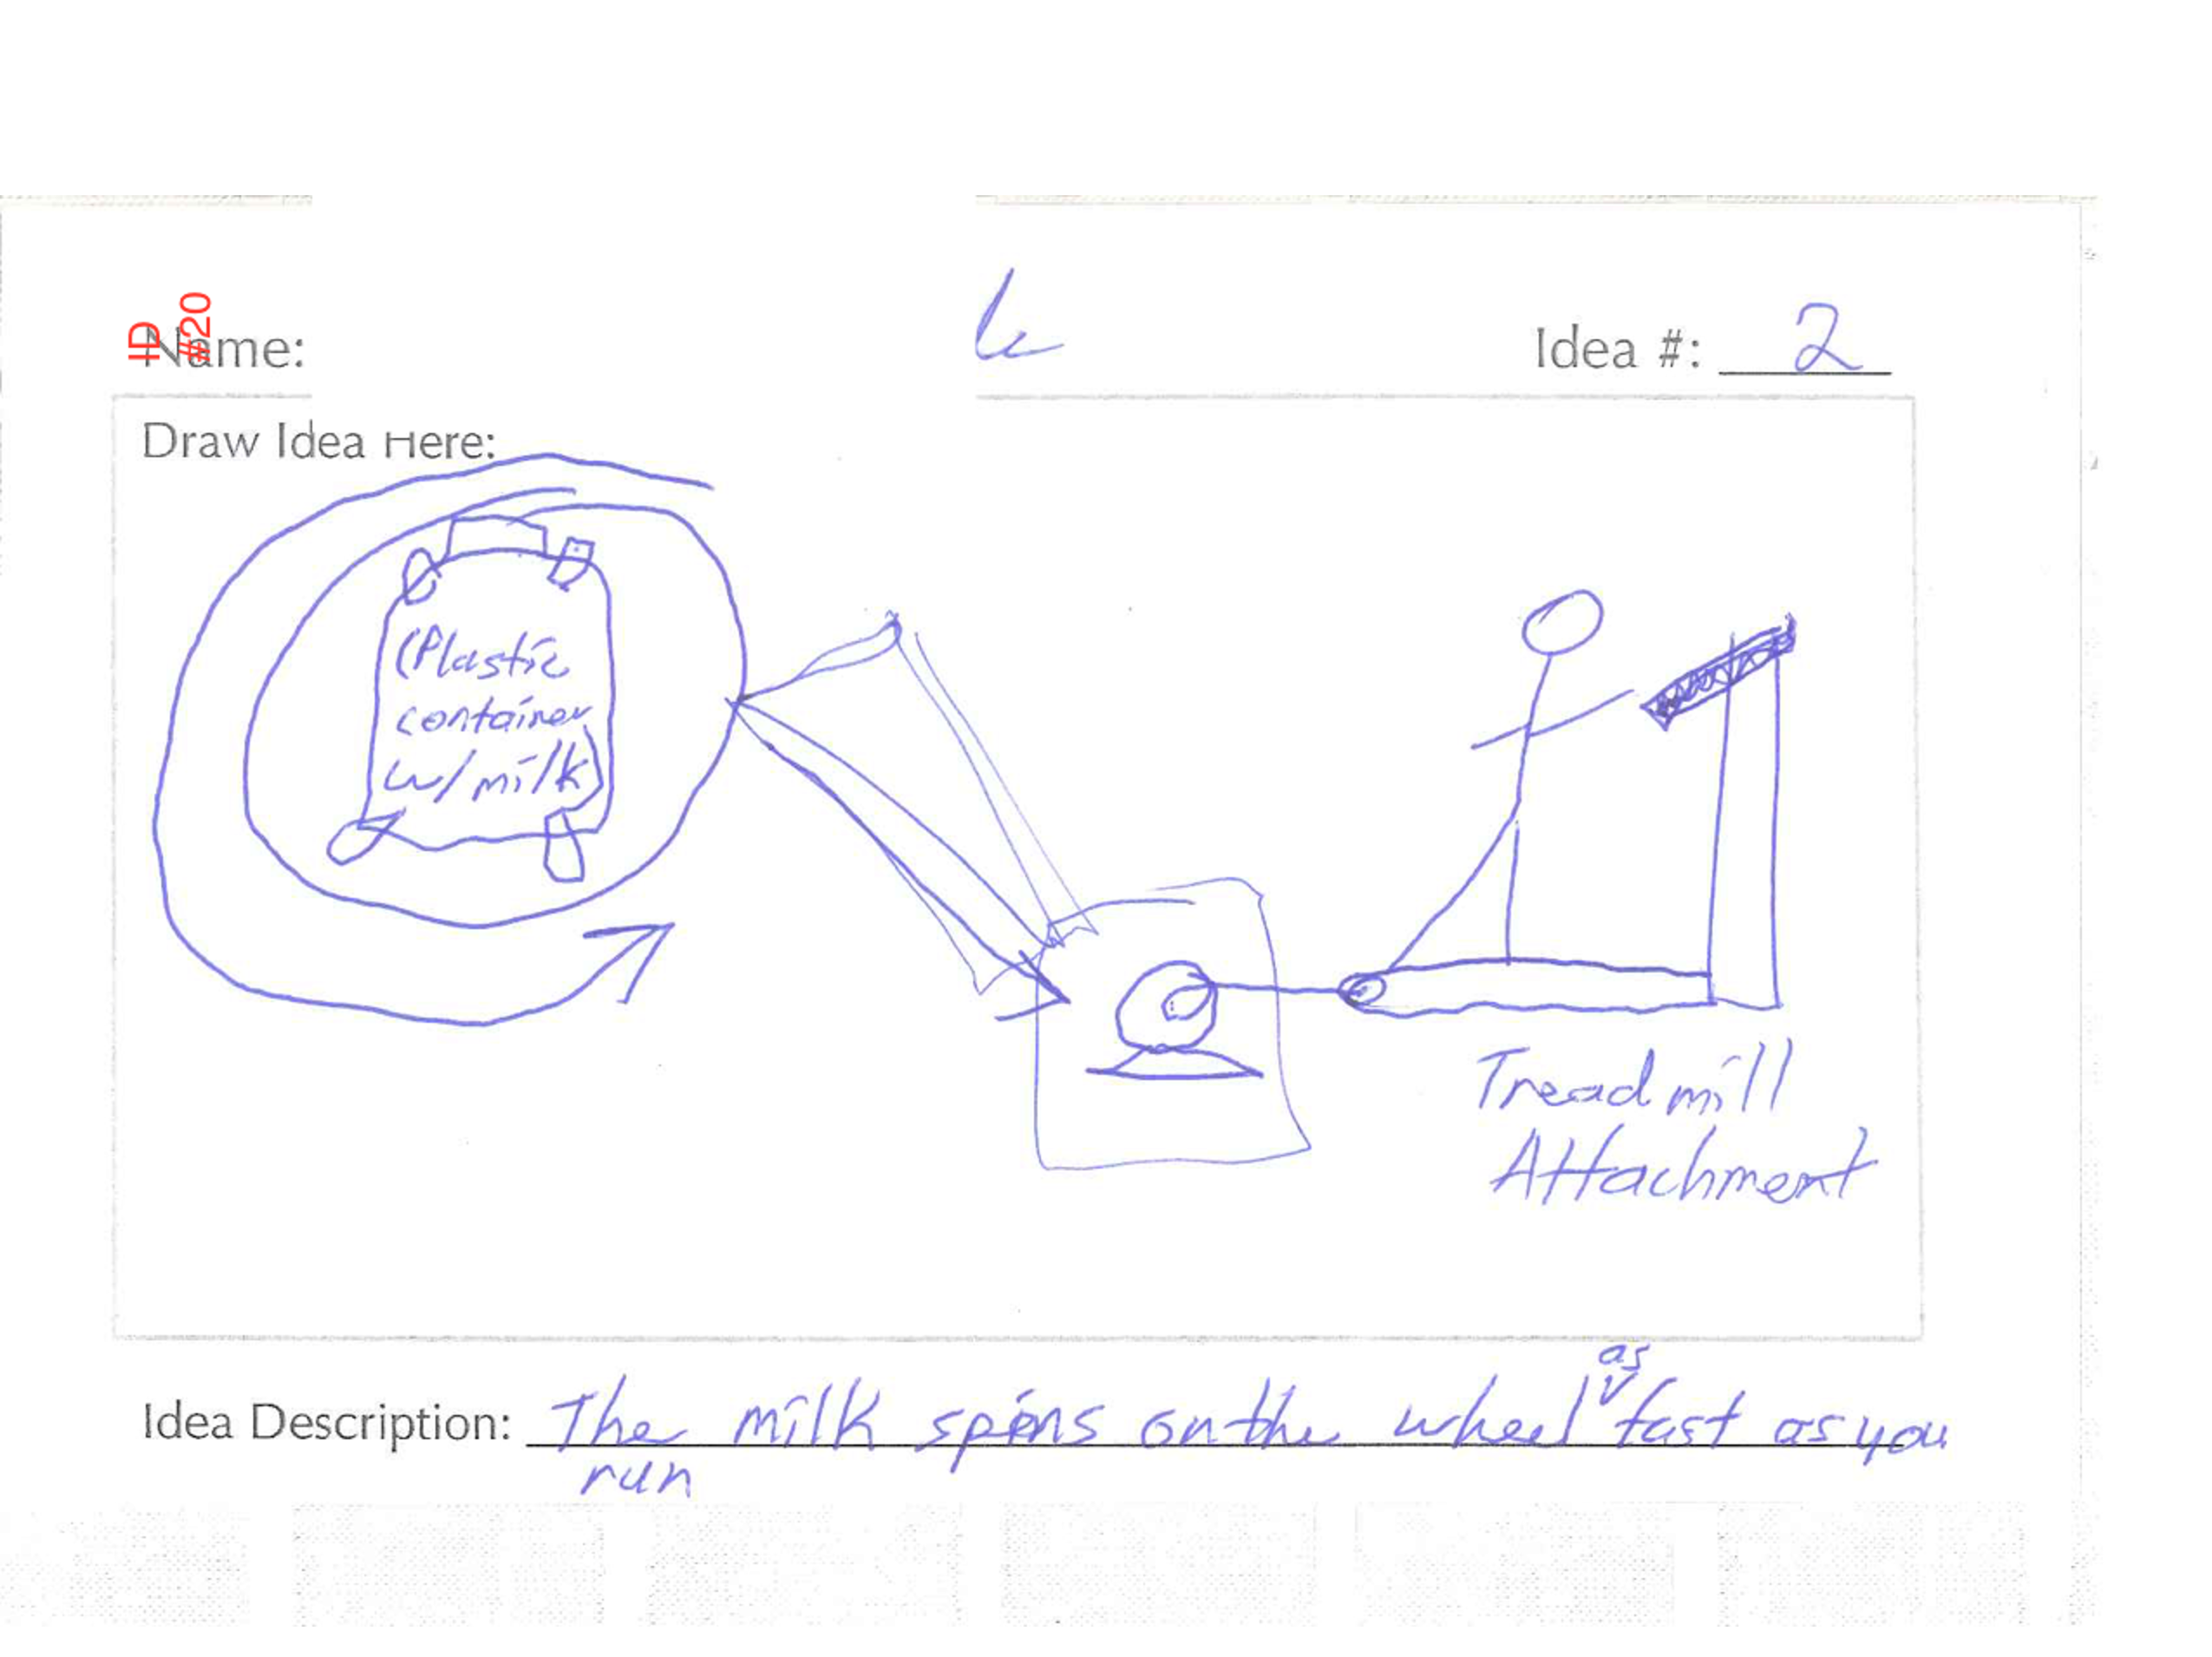 ID
#20
Name:
Idea #: 2
Draw Idea Here:
(Plastic
container
w/milk)
Treadmill
Attachment
as
Idea Description: The milk spins on the wheel fast as you
run